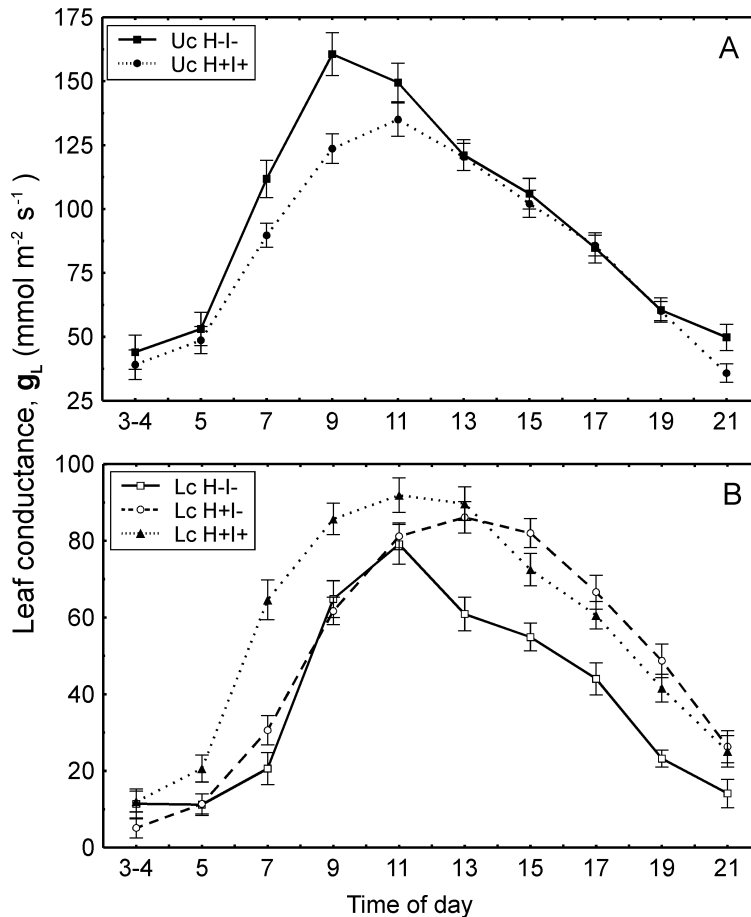 Leaf conductance, gL (mmol m-2 s-1)
A
Uc H-I-
Uc H+I+
175
150
125
100
75
50
25
3-4 5 7 9 11 13 15 17 19 21
B
Lc H-I-
Lc H+I-
Lc H+I+
100
80
60
40
20
0
3-4 5 7 9 11 13 15 17 19 21
Time of day